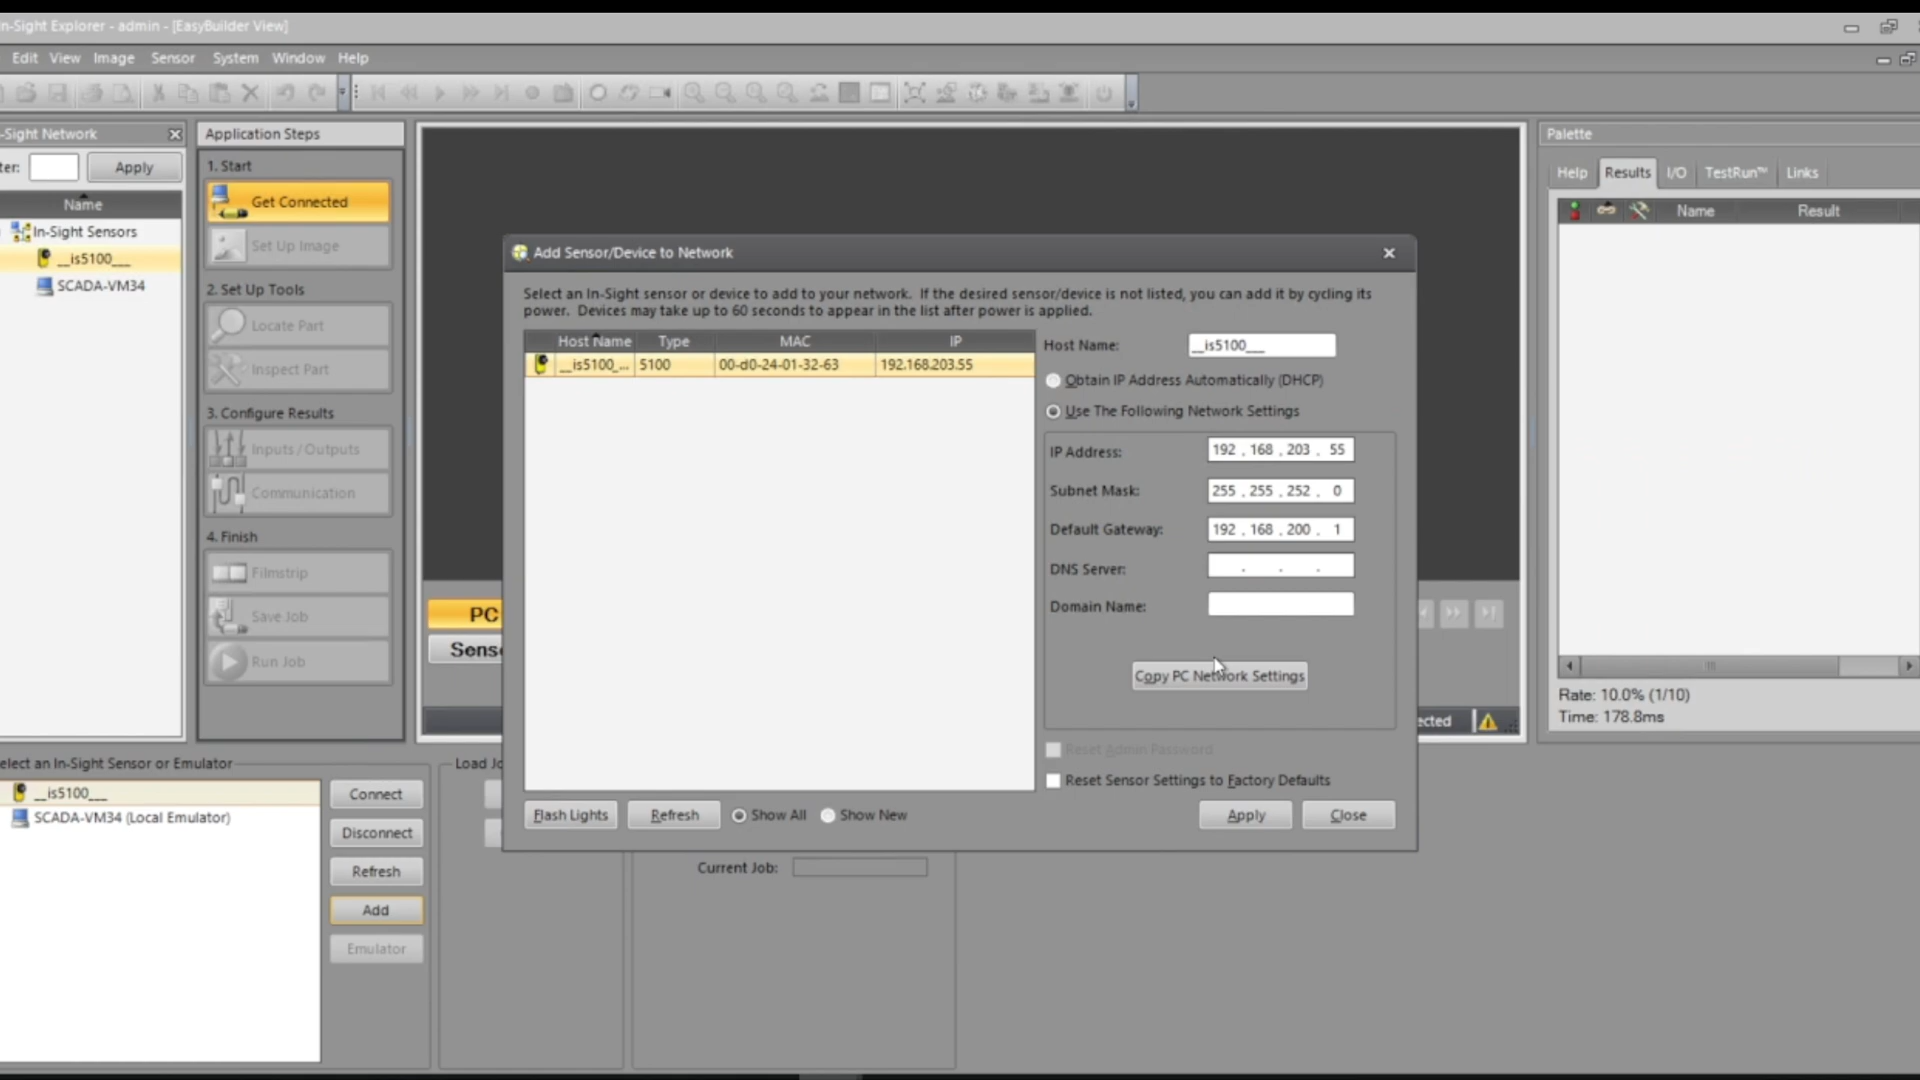 n-Sight Explorer - admin - [EasyBuilder View]
Edit View Image Sensor System Window Help
-Sight Network
ter: Apply
Name
In-Sight Sensors
__is5100___
SCADA-VM34
Application Steps
1. Start
Get Connected
Set Up Image
2. Set Up Tools
Locate Part
Inspect Part
3. Configure Results
Inputs/Outputs
Communication
4. Finish
Filmstrip
Save Job
Run Job
PC
Sens
Add Sensor/Device to Network
Select an In-Sight sensor or device to add to your network. If the desired sensor/device is not listed, you can add it by cycling its
power. Devices may take up to 60 seconds to appear in the list after power is applied.
Host Name Type MAC IP
__is5100_... 5100 00-d0-24-01-32-63 192.168.203.55
Host Name: __is5100___
Obtain IP Address Automatically (DHCP)
Use The Following Network Settings
IP Address: 192 . 168 . 203 . 55
Subnet Mask: 255 . 255 . 252 . 0
Default Gateway: 192 . 168 . 200 . 1
DNS Server: . . .
Domain Name:
Copy PC Network Settings
Reset Admin Password
Reset Sensor Settings to Factory Defaults
Flash Lights Refresh Show All Show New Apply Close
ected
Palette
Help Results I/O TestRun™ Links
Name Result
Rate: 10.0% (1/10)
Time: 178.8ms
elect an In-Sight Sensor or Emulator
__is5100___
SCADA-VM34 (Local Emulator)
Connect
Disconnect
Refresh
Add
Emulator
Load Jo
Current Job: